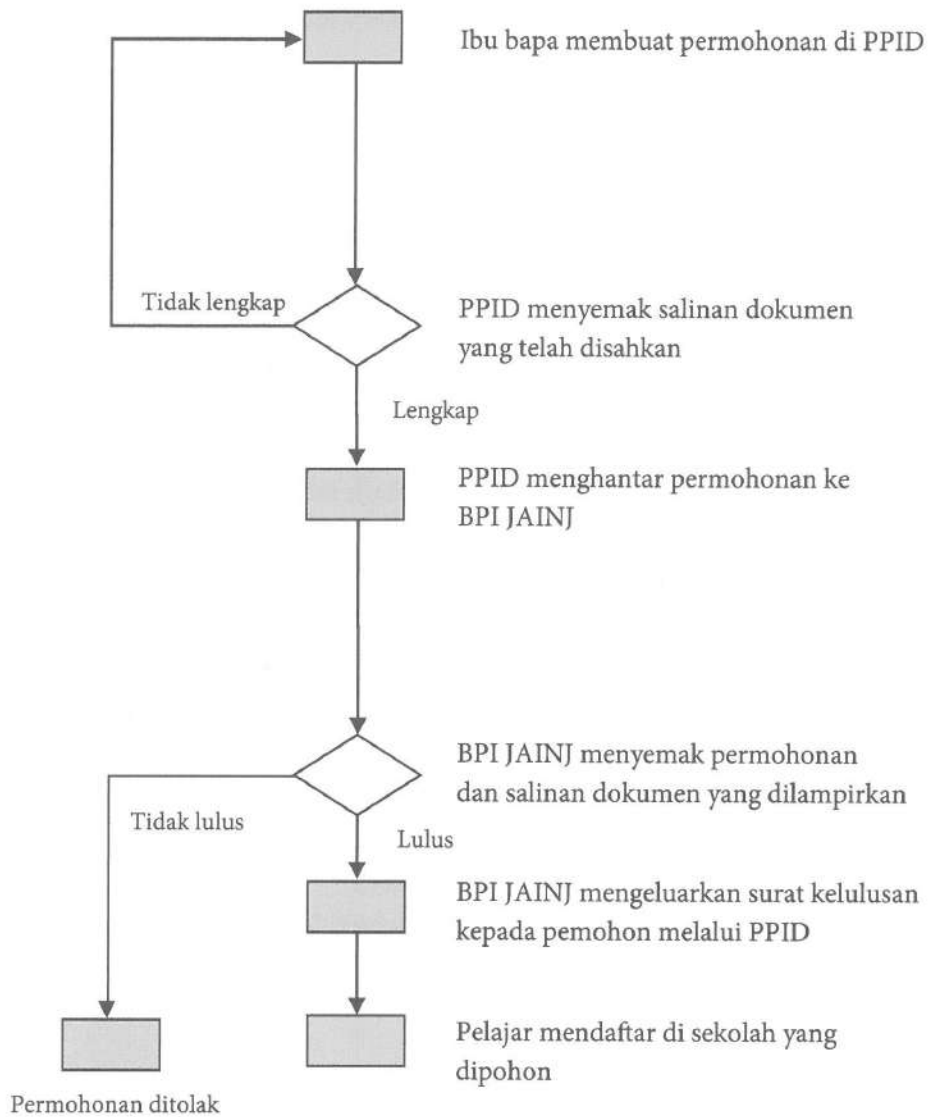 Ibu bapa membuat permohonan di PPID
Tidak lengkap
PPID menyemak salinan dokumen
yang telah disahkan
Lengkap
PPID menghantar permohonan ke
BPI JAINJ
BPI JAINJ menyemak permohonan
dan salinan dokumen yang dilampirkan
Tidak lulus
Lulus
BPI JAINJ mengeluarkan surat kelulusan
kepada pemohon melalui PPID
Pelajar mendaftar di sekolah yang
dipohon
Permohonan ditolak